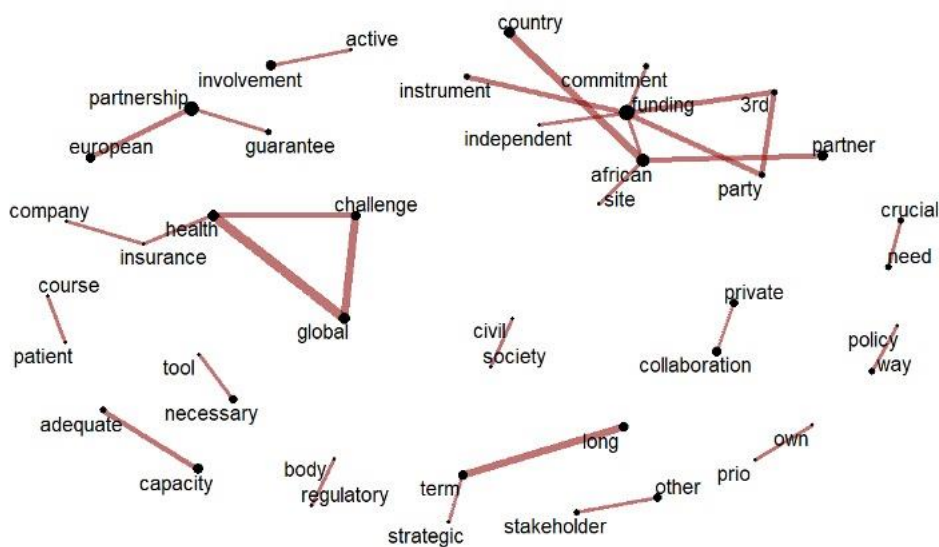 country
active
involvement
commitment
instrument
partnership
funding
3rd
independent
european
guarantee
partner
african
party
site
company
challenge
health
crucial
insurance
need
course
private
global
civil
policy
patient
tool
society
collaboration
way
necessary
adequate
long
own
body
capacity
regulatory
term
prio
other
strategic
stakeholder